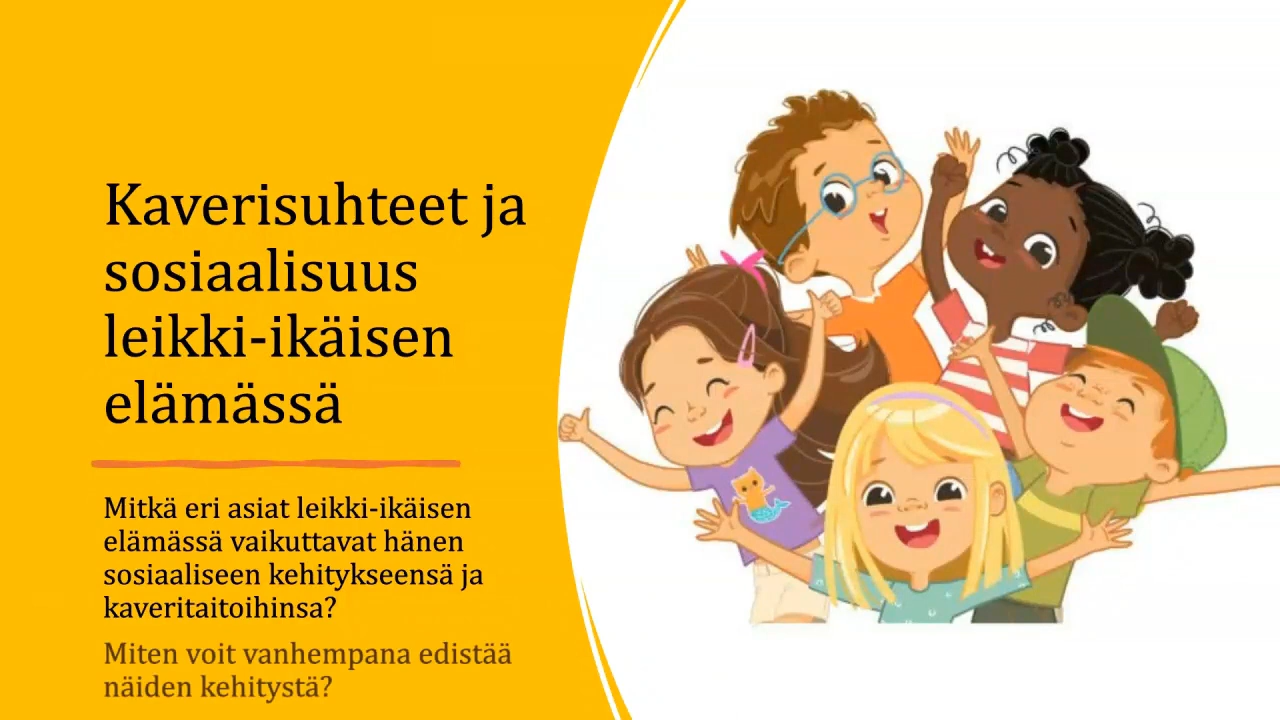 Kaverisuhteet ja
sosiaalisuus
leikki-ikäisen
elämässä
Mitkä eri asiat leikki-ikäisen
elämässä vaikuttavat hänen
sosiaaliseen kehitykseensä ja
kaveritaitoihinsa?
Miten voit vanhempana edistää
näiden kehitystä?